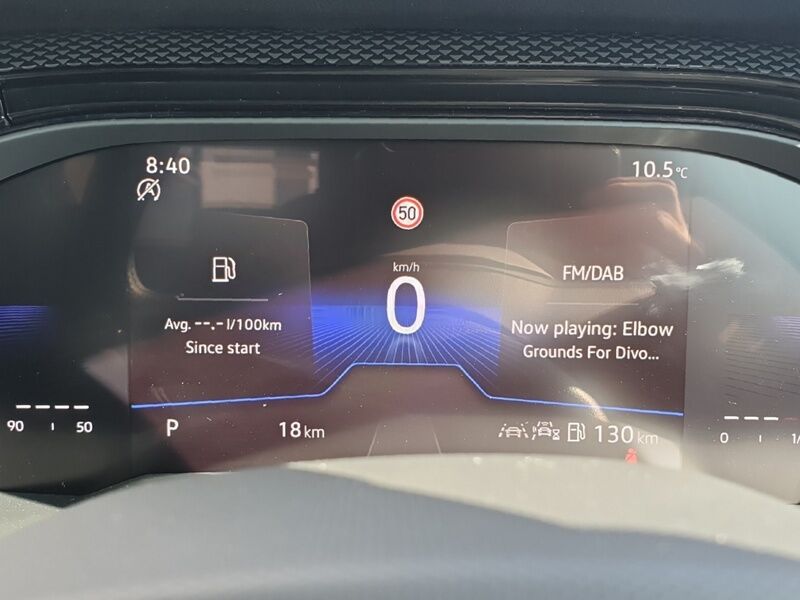 8:40
10.5°C
50
km/h
0
FM/DAB
Avg. --.- l/100km
Since start
Now playing: Elbow
Grounds For Divo...
90 50
P
18 km
130 km
0